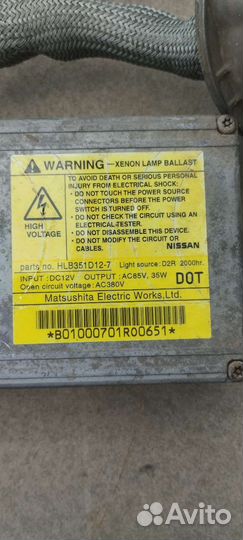 WARNING —XENON LAMP BALLAST
TO AVOID DEATH OR SERIOUS PERSONAL
INJURY FROM ELECTRICAL SHOCK:
• DO NOT TOUCH THE POWER SOURCE
CONNECTORS BEFORE THE POWER
SWITCH IS TURNED OFF.
• DO NOT CHECK THE CIRCUIT USING AN
ELECTRICAL-TESTER.
• DO NOT DISASSEMBLE THIS DEVICE.
• DO NOT MODIFY THE CIRCUIT OR
CABLES.
HIGH
VOLTAGE
NISSAN
parts no. HLB351D12-7 Light source : D2R 2000hr.
INPUT : DC12V OUTPUT : AC85V, 35W
Open circuit voltage : AC380V
DOT
Matsushita Electric Works, Ltd.
*B01000701R00651*
Avito